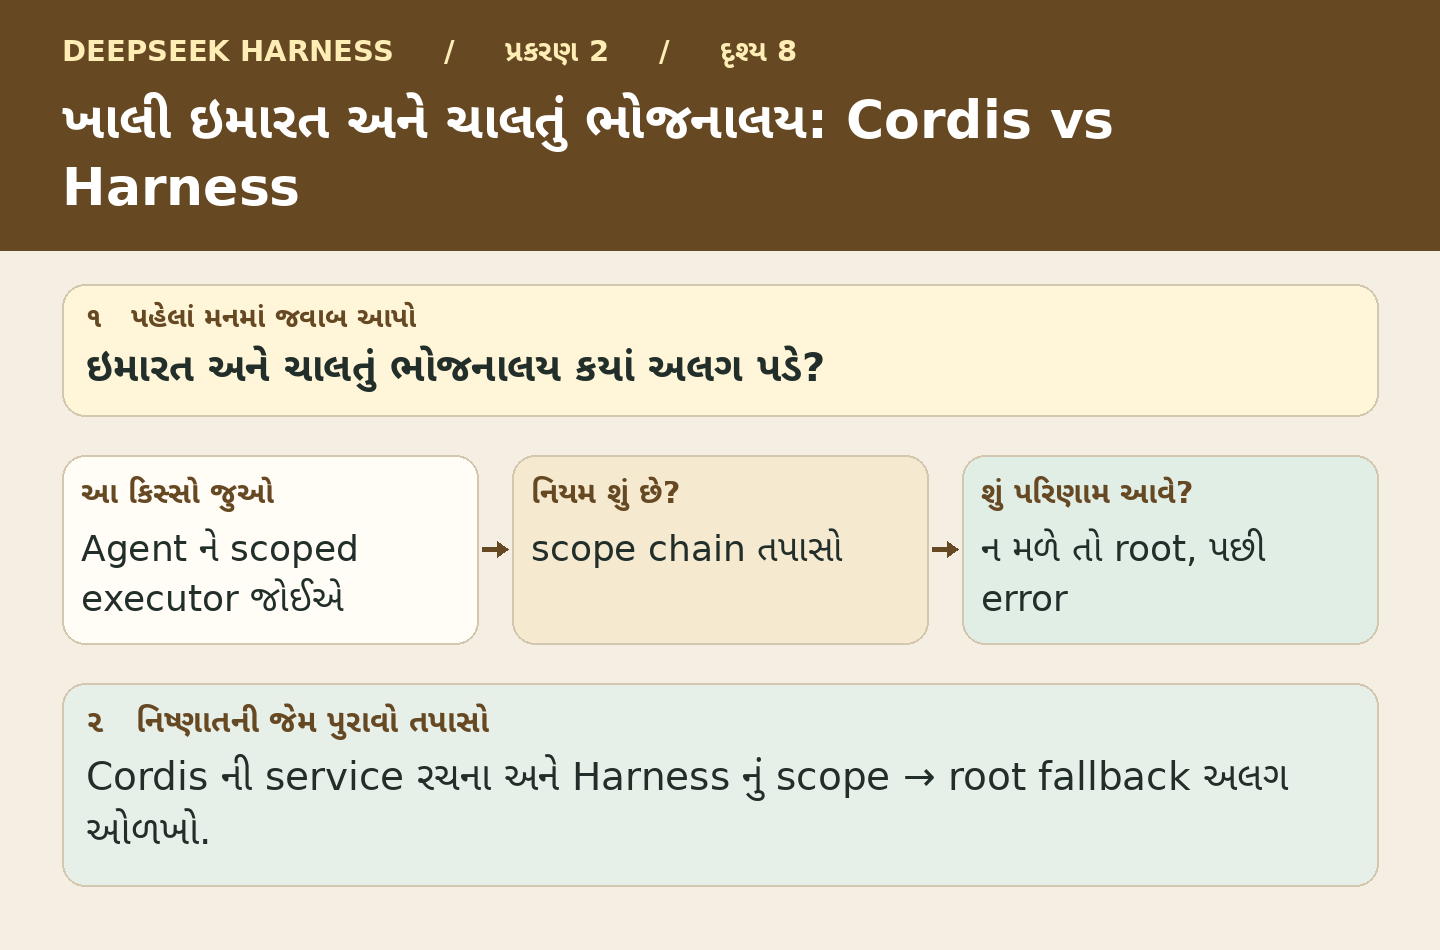 DEEPSEEK HARNESS / પ્રકરણ 2 / દૃશ્ય 8
ખાલી ઇમારત અને ચાલતું ભોજનાલય: Cordis vs
Harness
૧ પહેલાં મનમાં જવાબ આપો
ઇમારત અને ચાલતું ભોજનાલય કયાં અલગ પડે?
આ કિસ્સો જુઓ
Agent ને scoped
executor જોઈએ
નિયમ શું છે?
scope chain તપાસો
શું પરિણામ આવે?
ન મળે તો root, પછી
error
૨ નિષ્ણાતની જેમ પુરાવો તપાસો
Cordis ની service રચના અને Harness નું scope → root fallback અલગ
ઓળખો.